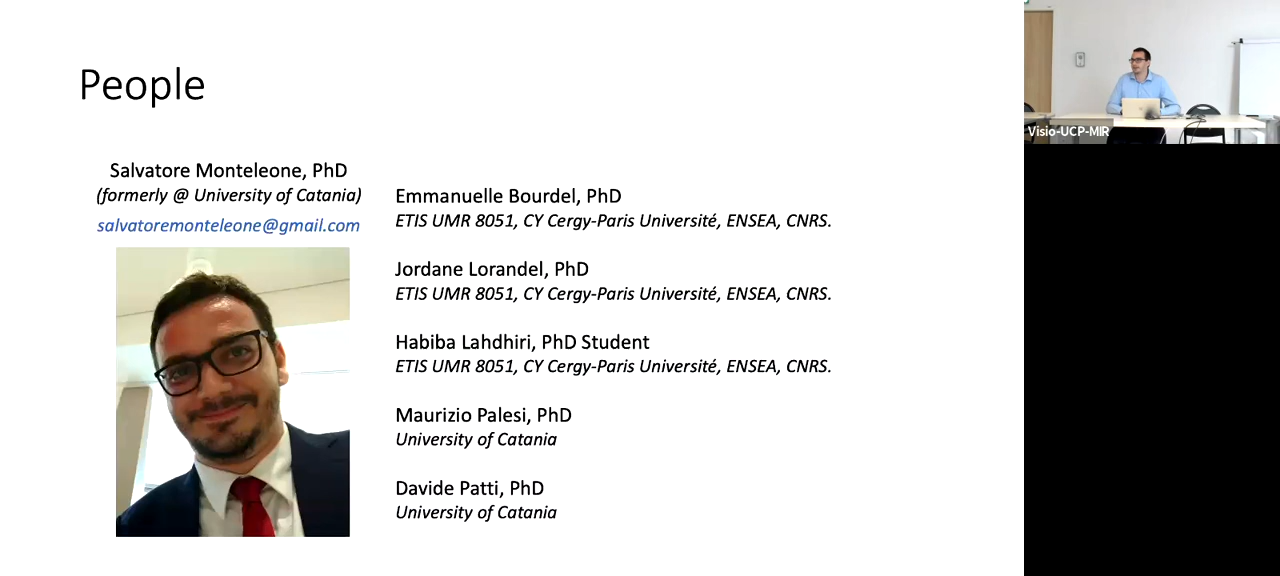 People
Salvatore Monteleone, PhD
(formerly @ University of Catania)
salvatoremonteleone@gmail.com
Emmanuelle Bourdel, PhD
ETIS UMR 8051, CY Cergy-Paris Université, ENSEA, CNRS.
Jordane Lorandel, PhD
ETIS UMR 8051, CY Cergy-Paris Université, ENSEA, CNRS.
Habiba Lahdhiri, PhD Student
ETIS UMR 8051, CY Cergy-Paris Université, ENSEA, CNRS.
Maurizio Palesi, PhD
University of Catania
Davide Patti, PhD
University of Catania
Visio-UCP-MIR